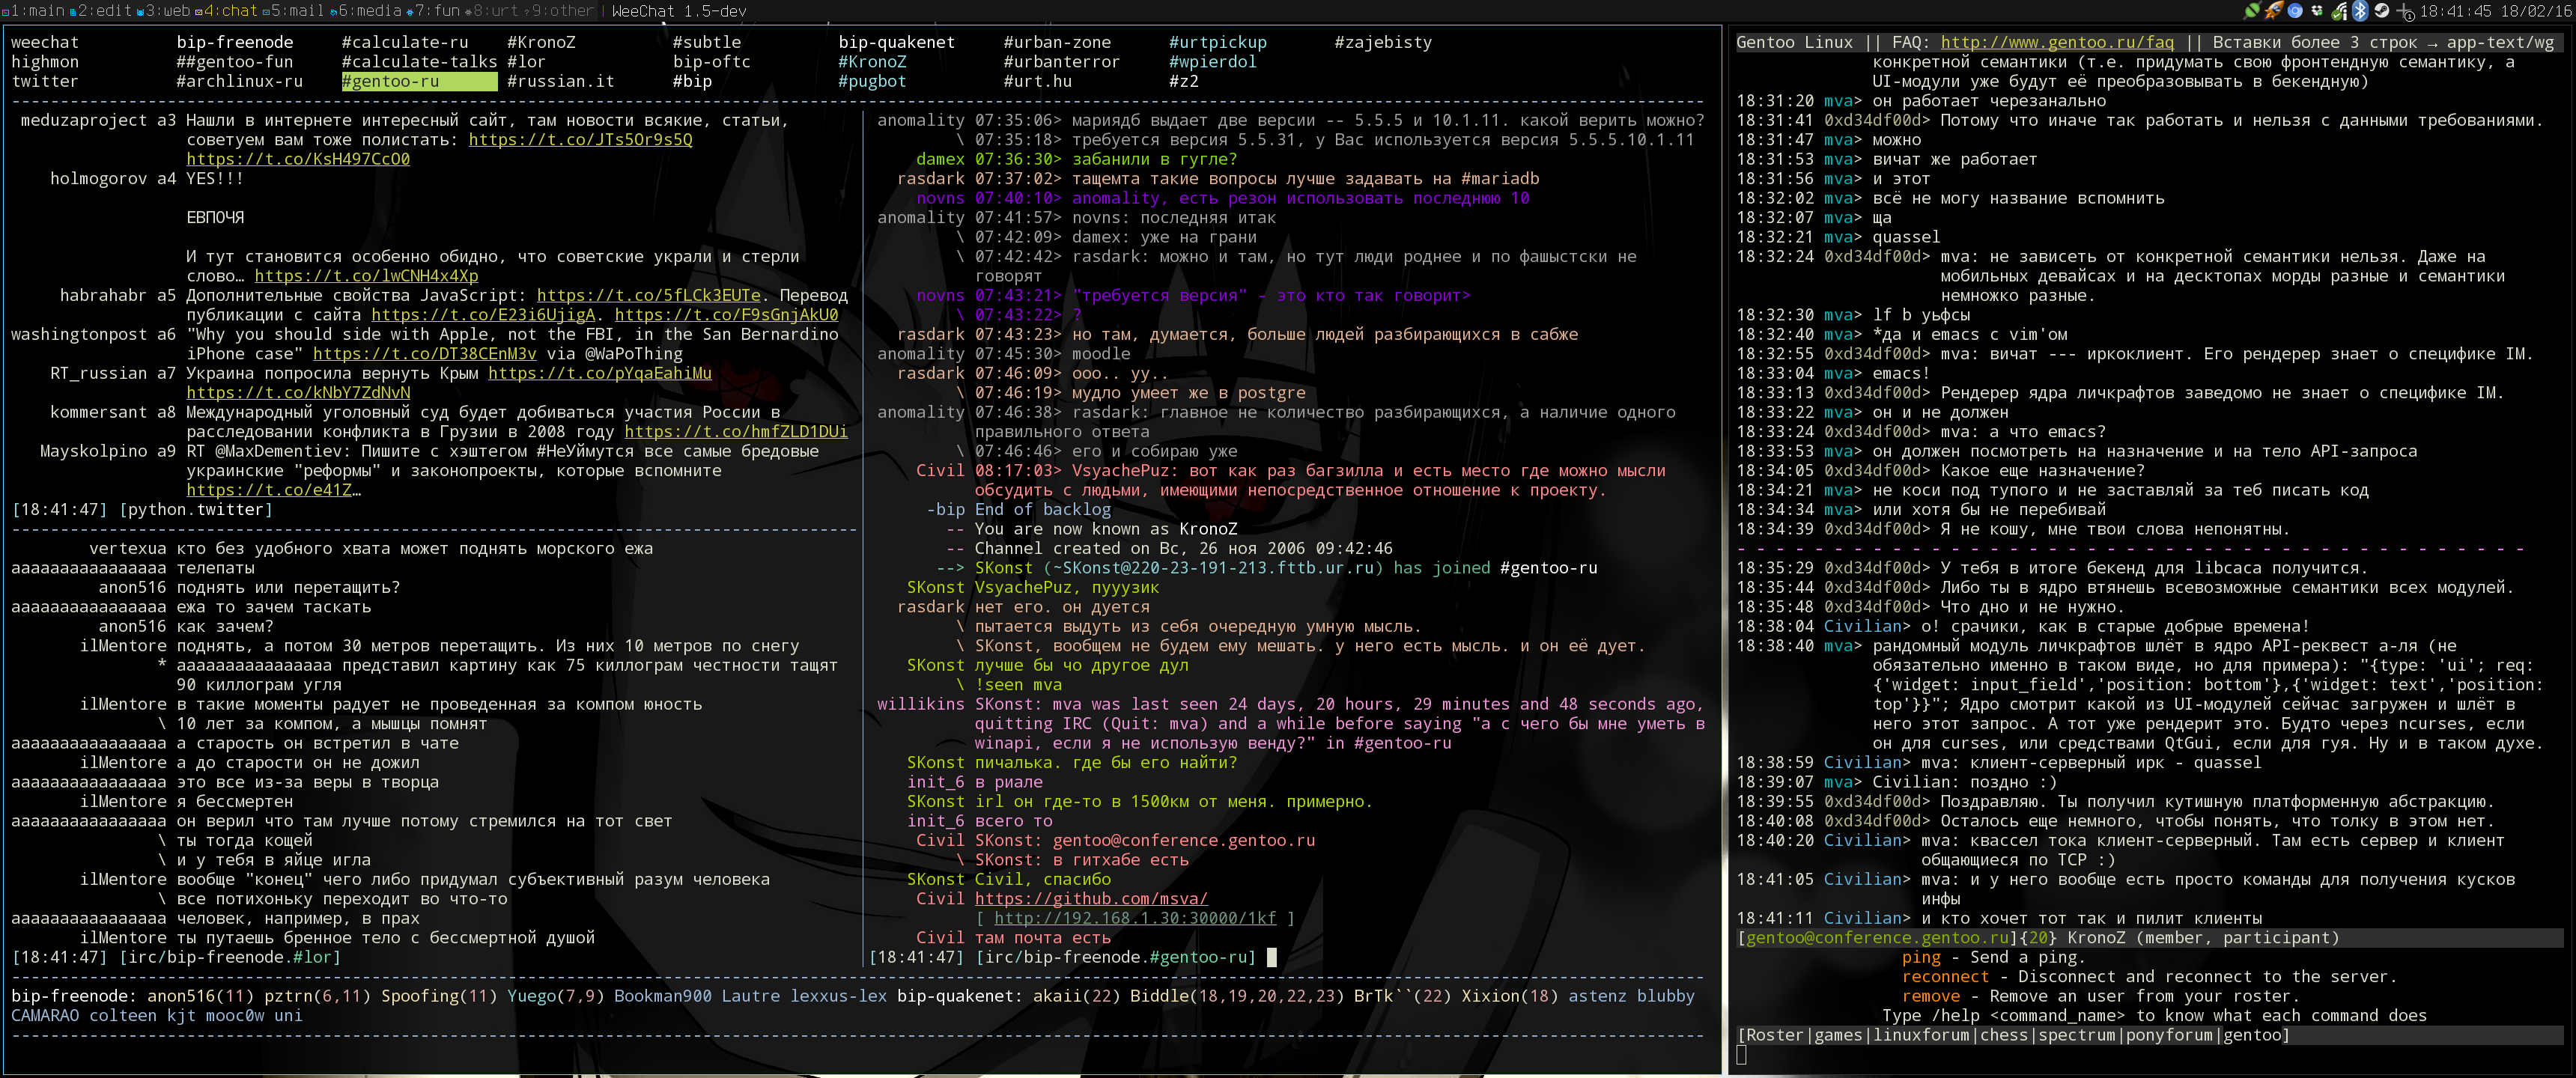 1:main 2:edit 3:web 4:chat 5:mail 6:media 7:fun 8:urt 9:other | WeeChat 1.5-dev
18:41:45 18/02/16
weechat bip-freenode #calculate-ru #KronoZ #subtle bip-quakenet #urban-zone #urtpickup #zajebisty
highmon ##gentoo-fun #calculate-talks #lor bip-oftc #KronoZ #urbanterror #wpierdol
twitter #archlinux-ru #gentoo-ru #russian.it #bip #pugbot #urt.hu #z2
meduzaproject a3 Нашли в интернете интересный сайт, там новости всякие, статьи,
советуем вам тоже полистать: https://t.co/JTs5Or9s5Q
https://t.co/KsH497CcO0
holmogorov a4 YES!!!
ЕВПОЧЯ
И тут становится особенно обидно, что советские украли и стерли
слово… https://t.co/lwCNH4x4Xp
habrahabr a5 Дополнительные свойства JavaScript: https://t.co/5fLCk3EUTe. Перевод
публикации с сайта https://t.co/E23i6UjigA. https://t.co/F9sGnjAkU0
washingtonpost a6 "Why you should side with Apple, not the FBI, in the San Bernardino
iPhone case" https://t.co/DT38CEnM3v via @WaPoThing
RT_russian a7 Украина попросила вернуть Крым https://t.co/pYqaEahiMu
https://t.co/kNbY7ZdNvN
kommersant a8 Международный уголовный суд будет добиваться участия России в
расследовании конфликта в Грузии в 2008 году https://t.co/hmfZLD1DUi
Mayskolpino a9 RT @MaxDementiev: Пишите с хэштегом #НеУймутся все самые бредовые
украинские "реформы" и законопроекты, которые вспомните
https://t.co/e41Z…
[18:41:47] [python.twitter]
vertexua кто без удобного хвата может поднять морского ежа
aaaaaaaaaaaaaaaa телепаты
anon516 поднять или перетащить?
aaaaaaaaaaaaaaaa ежа то зачем таскать
anon516 как зачем?
ilMentore поднять, а потом 30 метров перетащить. Из них 10 метров по снегу
* aaaaaaaaaaaaaaaa представил картину как 75 киллограм честности тащят
90 киллограм угля
ilMentore в такие моменты радует не проведенная за компом юность
\ 10 лет за компом, а мышцы помнят
aaaaaaaaaaaaaaaa а старость он встретил в чате
ilMentore а до старости он не дожил
aaaaaaaaaaaaaaaa это все из-за веры в творца
ilMentore я бессмертен
aaaaaaaaaaaaaaaa он верил что там лучше потому стремился на тот свет
\ ты тогда кощей
\ и у тебя в яйце игла
ilMentore вообще "конец" чего либо придумал субъективный разум человека
\ все потихоньку переходит во что-то
aaaaaaaaaaaaaaaa человек, например, в прах
ilMentore ты путаешь бренное тело с бессмертной душой
[18:41:47] [irc/bip-freenode.#lor]
anomality 07:35:06> мариядб выдает две версии -- 5.5.5 и 10.1.11. какой верить можно?
\ 07:35:18> требуется версия 5.5.31, у Вас используется версия 5.5.5.10.1.11
damex 07:36:30> забанили в гугле?
rasdark 07:37:02> тащемта такие вопросы лучше задавать на #mariadb
novns 07:40:10> anomality, есть резон использовать последнюю 10
anomality 07:41:57> novns: последняя итак
\ 07:42:09> damex: уже на грани
\ 07:42:42> rasdark: можно и там, но тут люди роднее и по фашыстски не
говорят
novns 07:43:21> "требуется версия" - это кто так говорит>
\ 07:43:22> ?
rasdark 07:43:23> но там, думается, больше людей разбирающихся в сабже
anomality 07:45:30> moodle
rasdark 07:46:09> ооо.. уу..
\ 07:46:19> мудло умеет же в postgre
anomality 07:46:38> rasdark: главное не количество разбирающихся, а наличие одного
правильного ответа
\ 07:46:46> его и собираю уже
Civil 08:17:03> VsyachePuz: вот как раз багзилла и есть место где можно мысли
обсудить с людьми, имеющими непосредственное отношение к проекту.
-bip End of backlog
-- You are now known as KronoZ
-- Channel created on Вс, 26 ноя 2006 09:42:46
--> SKonst (~SKonst@220-23-191-213.fttb.ur.ru) has joined #gentoo-ru
SKonst VsyachePuz, пууузик
rasdark нет его. он дуется
\ пытается выдуть из себя очередную умную мысль.
\ SKonst, вообщем не будем ему мешать. у него есть мысль. и он её дует.
SKonst лучше бы чо другое дул
\ !seen mva
willikins SKonst: mva was last seen 24 days, 20 hours, 29 minutes and 48 seconds ago,
quitting IRC (Quit: mva) and a while before saying "а с чего бы мне уметь в
winapi, если я не использую венду?" in #gentoo-ru
SKonst пичалька. где бы его найти?
init_6 в риале
SKonst irl он где-то в 1500км от меня. примерно.
init_6 всего то
Civil SKonst: gentoo@conference.gentoo.ru
\ SKonst: в гитхабе есть
SKonst Civil, спасибо
Civil https://github.com/msva/
[ http://192.168.1.30:30000/1kf ]
Civil там почта есть
[18:41:47] [irc/bip-freenode.#gentoo-ru]
bip-freenode: anon516(11) pztrn(6,11) Spoofing(11) Yuego(7,9) Bookman900 Lautre lexxus-lex bip-quakenet: akaii(22) Biddle(18,19,20,22,23) BrTk``(22) Xixion(18) astenz blubby
CAMARAO colteen kjt mooc0w uni
Gentoo Linux || FAQ: http://www.gentoo.ru/faq || Вставки более 3 строк → app-text/wg
конкретной семантики (т.е. придумать свою фронтендную семантику, а
UI-модули уже будут её преобразовывать в бекендную)
18:31:20 mva> он работает черезанально
18:31:41 0xd34df00d> Потому что иначе так работать и нельзя с данными требованиями.
18:31:47 mva> можно
18:31:53 mva> вичат же работает
18:31:56 mva> и этот
18:32:02 mva> всё не могу название вспомнить
18:32:07 mva> ща
18:32:21 mva> quassel
18:32:24 0xd34df00d> mva: не зависеть от конкретной семантики нельзя. Даже на
мобильных девайсах и на десктопах морды разные и семантики
немножко разные.
18:32:30 mva> lf b уьфсы
18:32:40 mva> *да и emacs с vim'ом
18:32:55 0xd34df00d> mva: вичат --- иркоклиент. Его рендерер знает о специфике IM.
18:33:04 mva> emacs!
18:33:13 0xd34df00d> Рендерер ядра личкрафтов заведомо не знает о специфике IM.
18:33:22 mva> он и не должен
18:33:24 0xd34df00d> mva: а что emacs?
18:33:53 mva> он должен посмотреть на назначение и на тело API-запроса
18:34:05 0xd34df00d> Какое еще назначение?
18:34:21 mva> не коси под тупого и не заставляй за теб писать код
18:34:34 mva> или хотя бы не перебивай
18:34:39 0xd34df00d> Я не кошу, мне твои слова непонятны.
18:35:29 0xd34df00d> У тебя в итоге бекенд для libcaca получится.
18:35:44 0xd34df00d> Либо ты в ядро втянешь всевозможные семантики всех модулей.
18:35:48 0xd34df00d> Что дно и не нужно.
18:38:04 Civilian> о! срачики, как в старые добрые времена!
18:38:40 mva> рандомный модуль личкрафтов шлёт в ядро API-реквест а-ля (не
обязательно именно в таком виде, но для примера): "{type: 'ui'; req:
{'widget: input_field','position: bottom'},{'widget: text','position:
top'}}"; Ядро смотрит какой из UI-модулей сейчас загружен и шлёт в
него этот запрос. А тот уже рендерит это. Будто через ncurses, если
он для curses, или средствами QtGui, если для гуя. Ну и в таком духе.
18:38:59 Civilian> mva: клиент-серверный ирк - quassel
18:39:07 mva> Civilian: поздно :)
18:39:55 0xd34df00d> Поздравляю. Ты получил кутишную платформенную абстракцию.
18:40:08 0xd34df00d> Осталось еще немного, чтобы понять, что толку в этом нет.
18:40:20 Civilian> mva: квассел тока клиент-серверный. Там есть сервер и клиент
общающиеся по TCP :)
18:41:05 Civilian> mva: и у него вообще есть просто команды для получения кусков
инфы
18:41:11 Civilian> и кто хочет тот так и пилит клиенты
[gentoo@conference.gentoo.ru]{20} KronoZ (member, participant)
ping - Send a ping.
reconnect - Disconnect and reconnect to the server.
remove - Remove an user from your roster.
Type /help <command_name> to know what each command does
[Roster|games|linuxforum|chess|spectrum|ponyforum|gentoo]